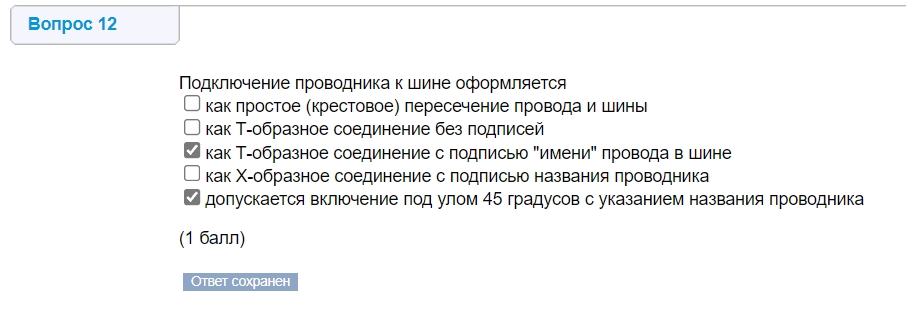 Вопрос 12
Подключение проводника к шине оформляется
как простое (крестовое) пересечение провода и шины
как Т-образное соединение без подписей
как Т-образное соединение с подписью "имени" провода в шине
как Х-образное соединение с подписью названия проводника
допускается включение под улом 45 градусов с указанием названия проводника
(1 балл)
Ответ сохранен